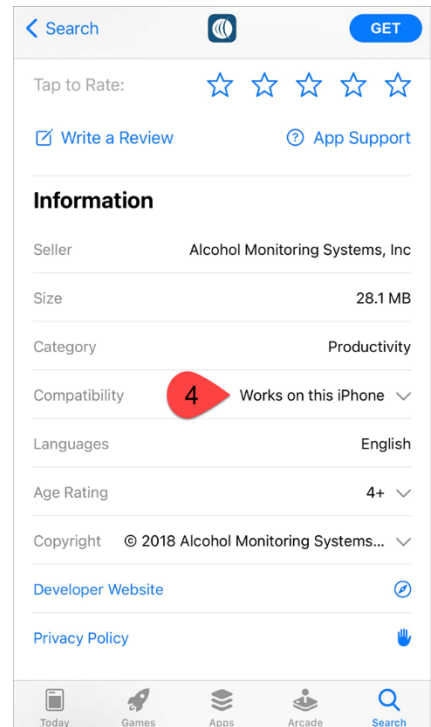 Search GET
Tap to Rate:
Write a Review App Support
Information
Seller Alcohol Monitoring Systems, Inc
Size 28.1 MB
Category Productivity
Compatibility 4 Works on this iPhone
Languages English
Age Rating 4+
Copyright © 2018 Alcohol Monitoring Systems...
Developer Website
Privacy Policy
Today Games Apps Arcade Search